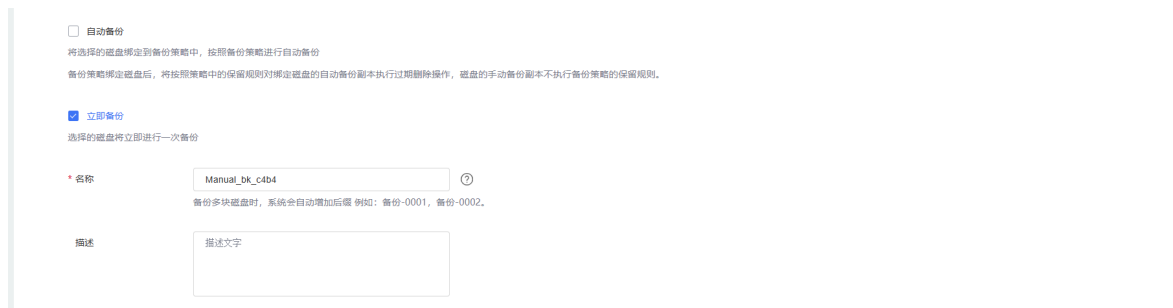 自动备份
将选择的磁盘绑定到备份策略中，按照备份策略进行自动备份
备份策略绑定磁盘后，将按照策略中的保留规则对绑定磁盘的自动备份副本执行过期删除操作，磁盘的手动备份副本不执行备份策略的保留规则。
立即备份
选择的磁盘将立即进行一次备份
* 名称 Manual_bk_c4b4 ?
备份多块磁盘时，系统会自动增加后缀 例如：备份-0001，备份-0002。
描述 描述文字